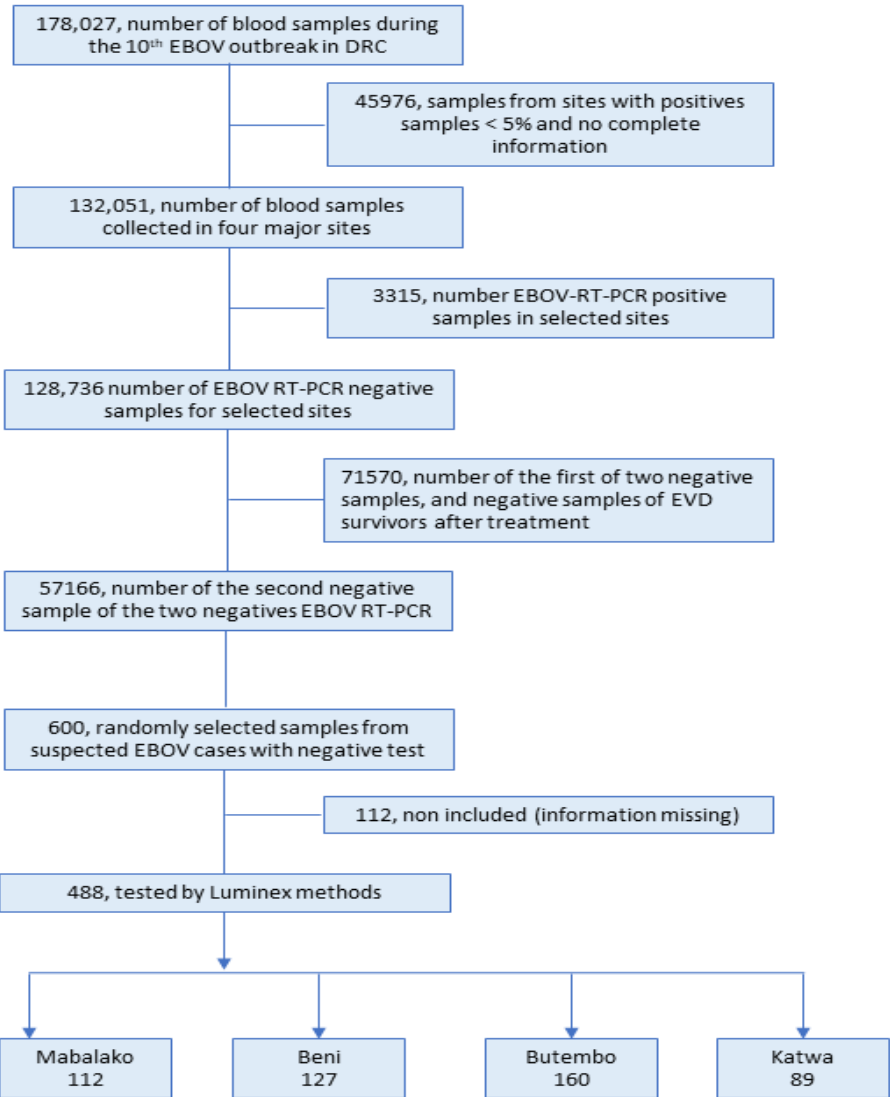 178,027, number of blood samples during
the 10th EBOV outbreak in DRC
45976, samples from sites with positives
samples < 5% and no complete
information
132,051, number of blood samples
collected in four major sites
3315, number EBOV-RT-PCR positive
samples in selected sites
128,736 number of EBOV RT-PCR negative
samples for selected sites
71570, number of the first of two negative
samples, and negative samples of EVD
survivors after treatment
57166, number of the second negative
sample of the two negatives EBOV RT-PCR
600, randomly selected samples from
suspected EBOV cases with negative test
112, non included (information missing)
488, tested by Luminex methods
Mabalako
112
Beni
127
Butembo
160
Katwa
89